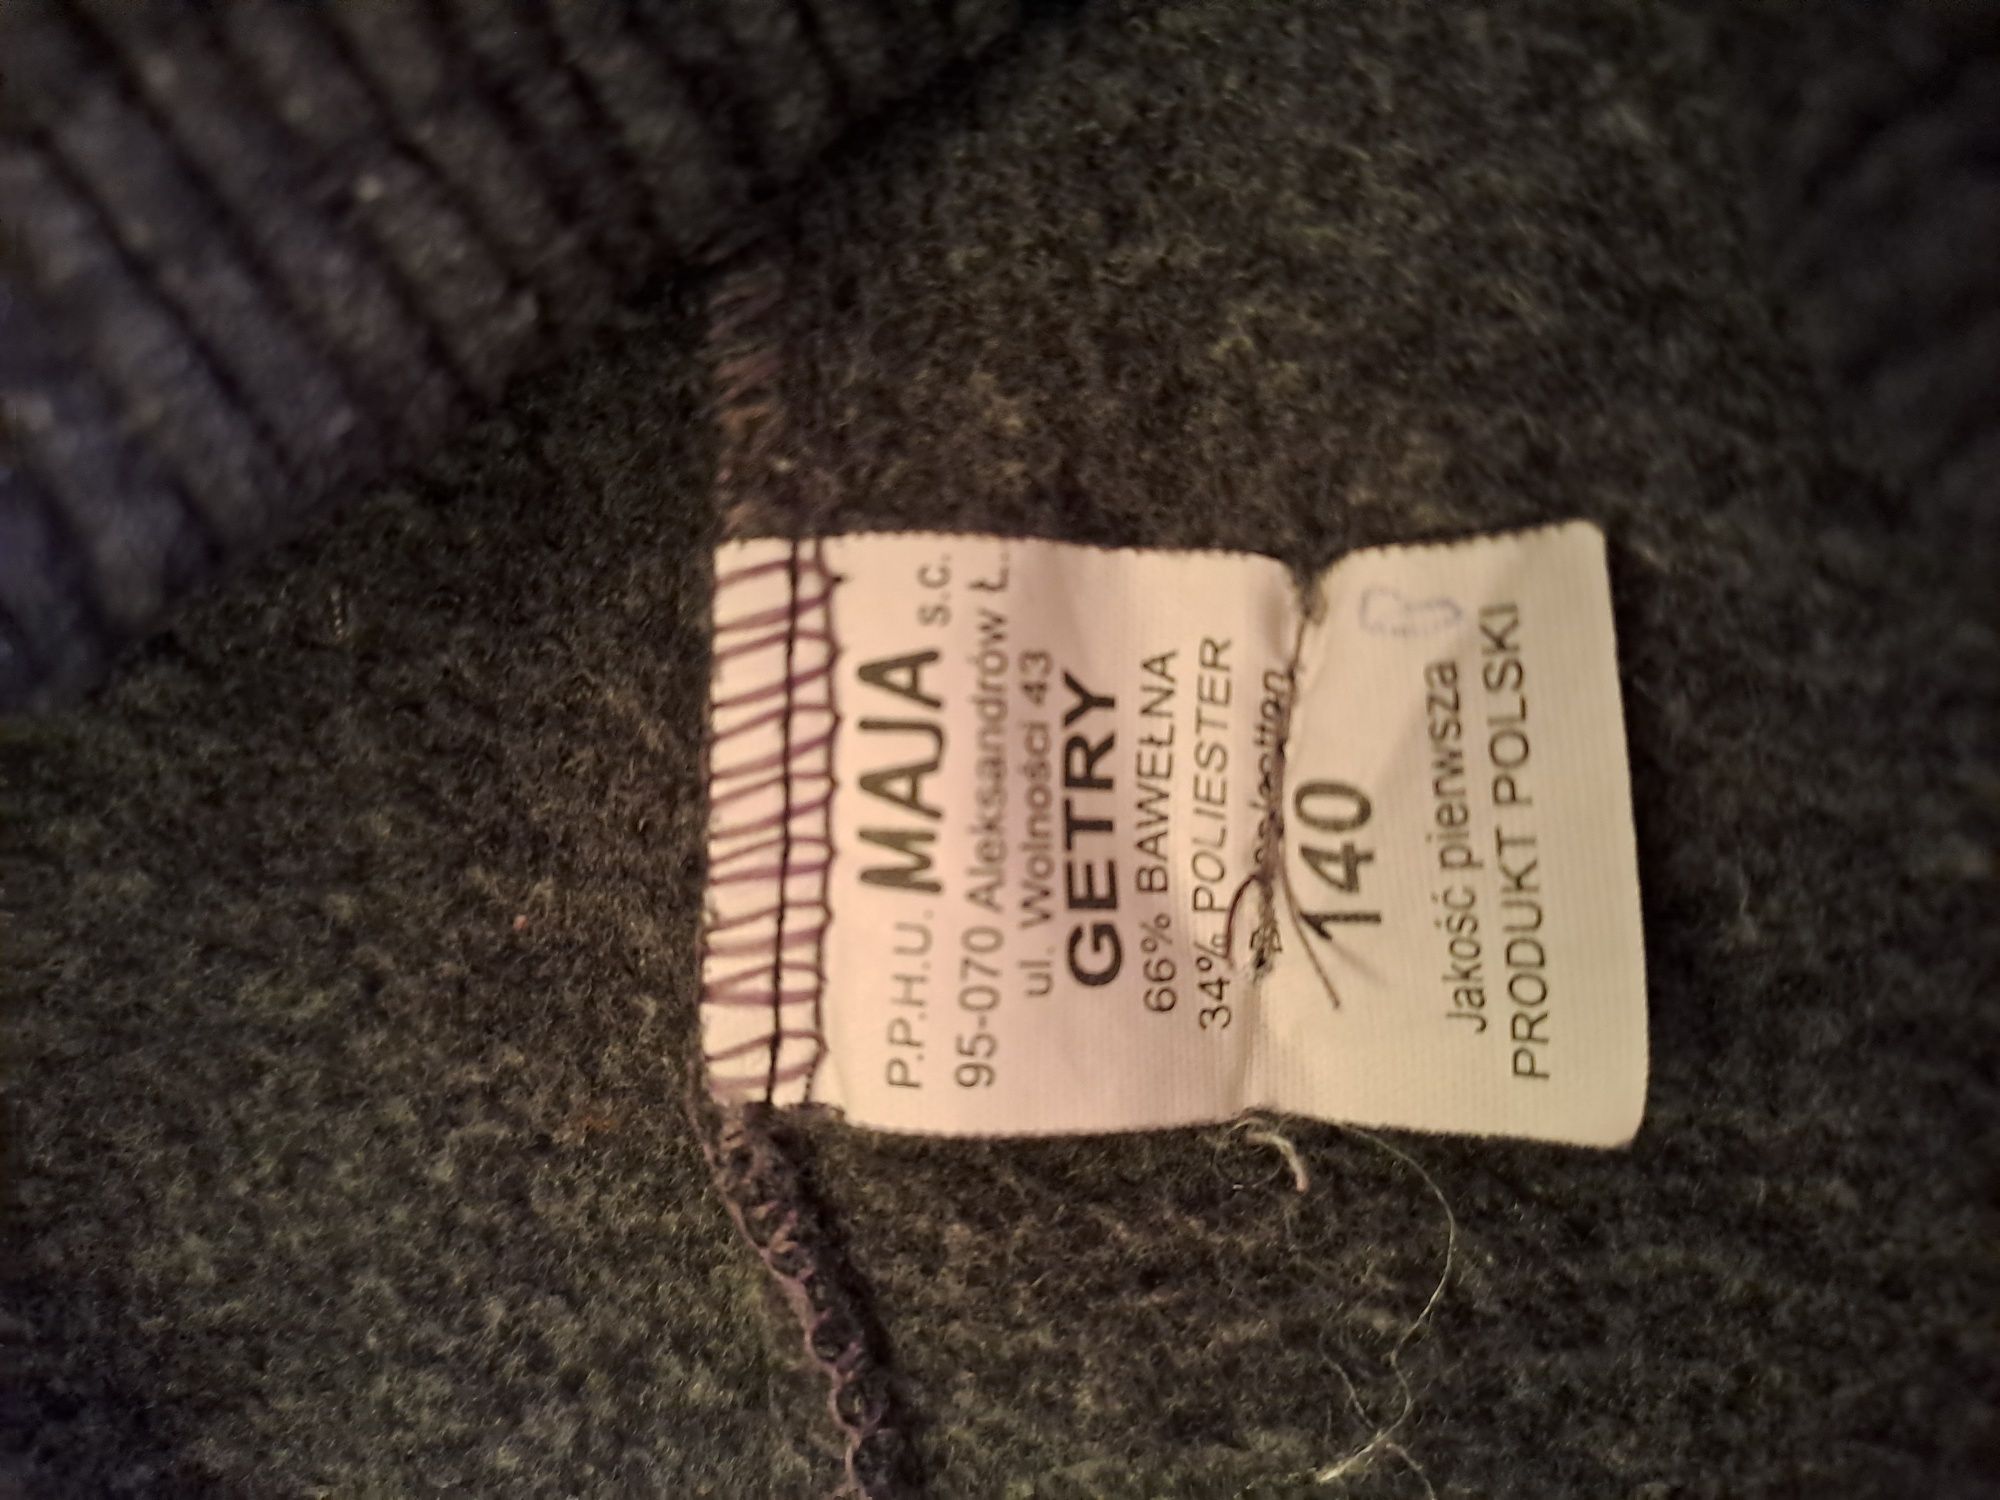 P.P.H.U. MAJA s.c.
95-070 Aleksandrów Ł.
ul. Wolności 43
GETRY
66% BAWEŁNA
34% POLIESTER
140
Jakość pierwsza
PRODUKT POLSKI